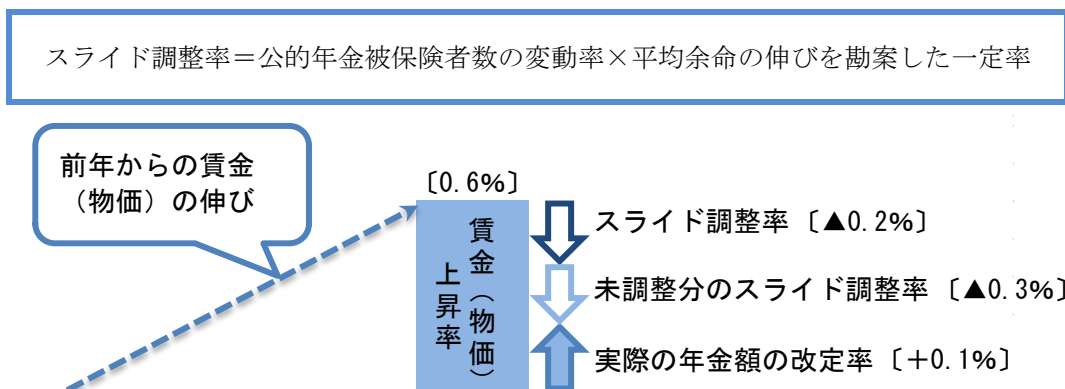 スライド調整率＝公的年金被保険者数の変動率×平均余命の伸びを勘案した一定率
前年からの賃金
（物価）の伸び
〔0.6%〕
賃金（物価）
上昇率
スライド調整率〔▲0.2%〕
未調整分のスライド調整率〔▲0.3%〕
実際の年金額の改定率〔＋0.1%〕